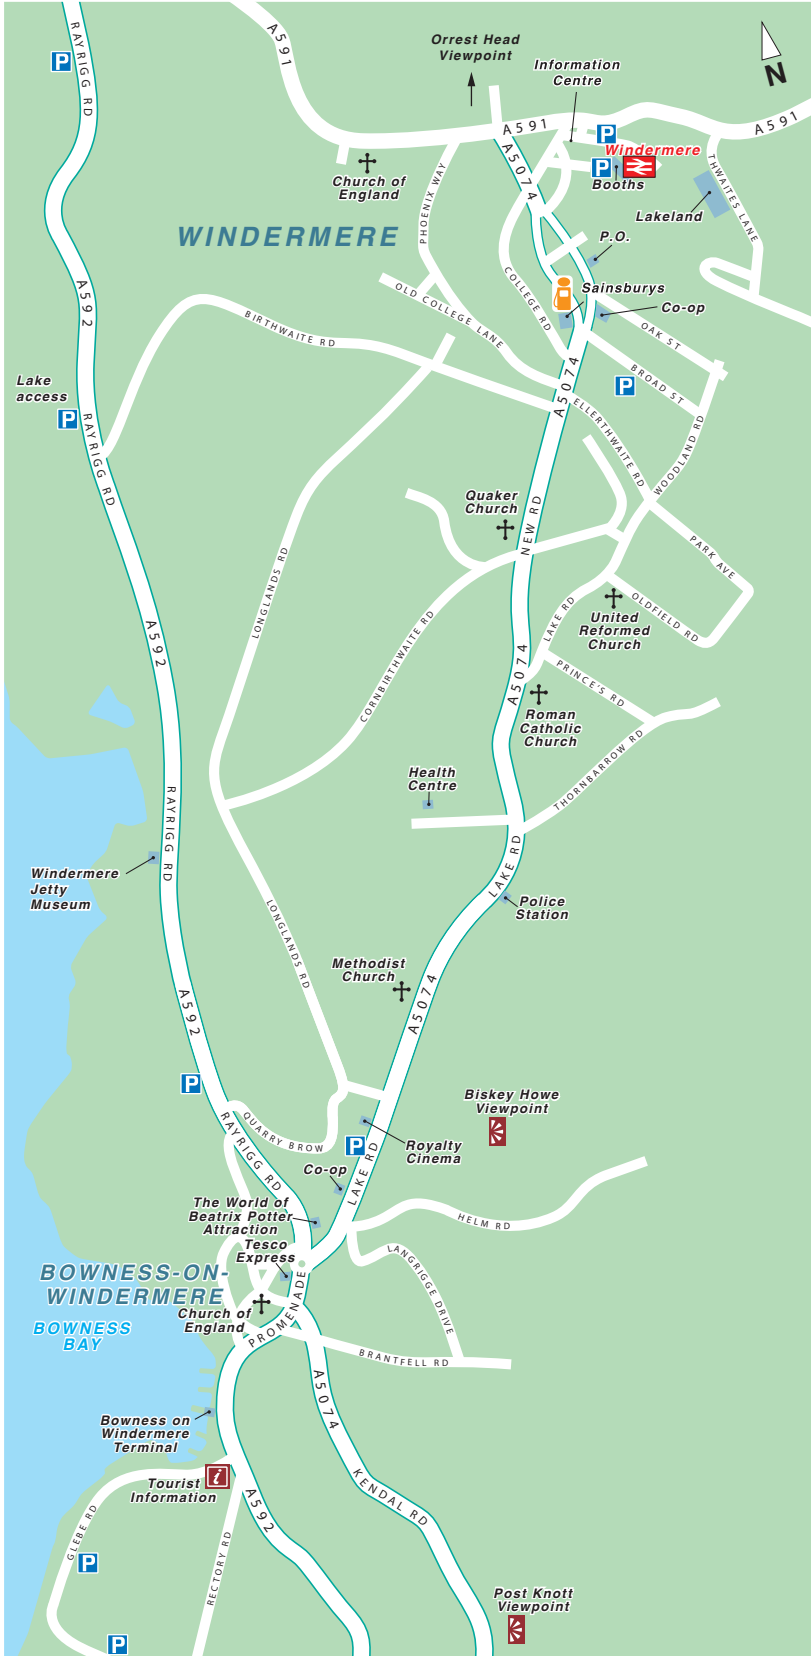 RAYRIGG RD
A591
Orrest Head
Viewpoint
Information
Centre
N
P
A591
A591
P
Windermere
A5074
Church of
England
P
Booths
THWAITES LANE
PHOENIX WAY
Lakeland
WINDERMERE
P.O.
COLLEGE RD
Sainsburys
Co-op
A592
OLD COLLEGE LANE
BIRTHWAITE RD
OAK ST
A5074
BROAD ST
P
Lake
access
P
RAYRIGG RD
ELLERTHWAITE RD
WOODLAND RD
Quaker
Church
NEW RD
PARK AVE
LONGLANDS RD
A592
CORNBIRTHWAITE RD
LAKE RD
OLDFIELD RD
United
Reformed
Church
A5074
PRINCE'S RD
Roman
Catholic
Church
THORNBARROW RD
Health
Centre
RAYRIGG RD
LAKE RD
Windermere
Jetty
Museum
Police
Station
LONGLANDS RD
Methodist
Church
A5074
A592
P
Biskey Howe
Viewpoint
QUARRY BROW
RAYRIGG RD
P
Royalty
Cinema
LAKE RD
Co-op
The World of
Beatrix Potter
Attraction
HELM RD
Tesco
Express
LANGRIGGE DRIVE
BOWNESS-ON-
WINDERMERE
Church of
England
PROMENADE
BOWNESS
BAY
BRANTFELL RD
A5074
Bowness on
Windermere
Terminal
Tourist
Information
i
KENDAL RD
A592
GLEBE RD
RECTORY RD
P
Post Knott
Viewpoint
P